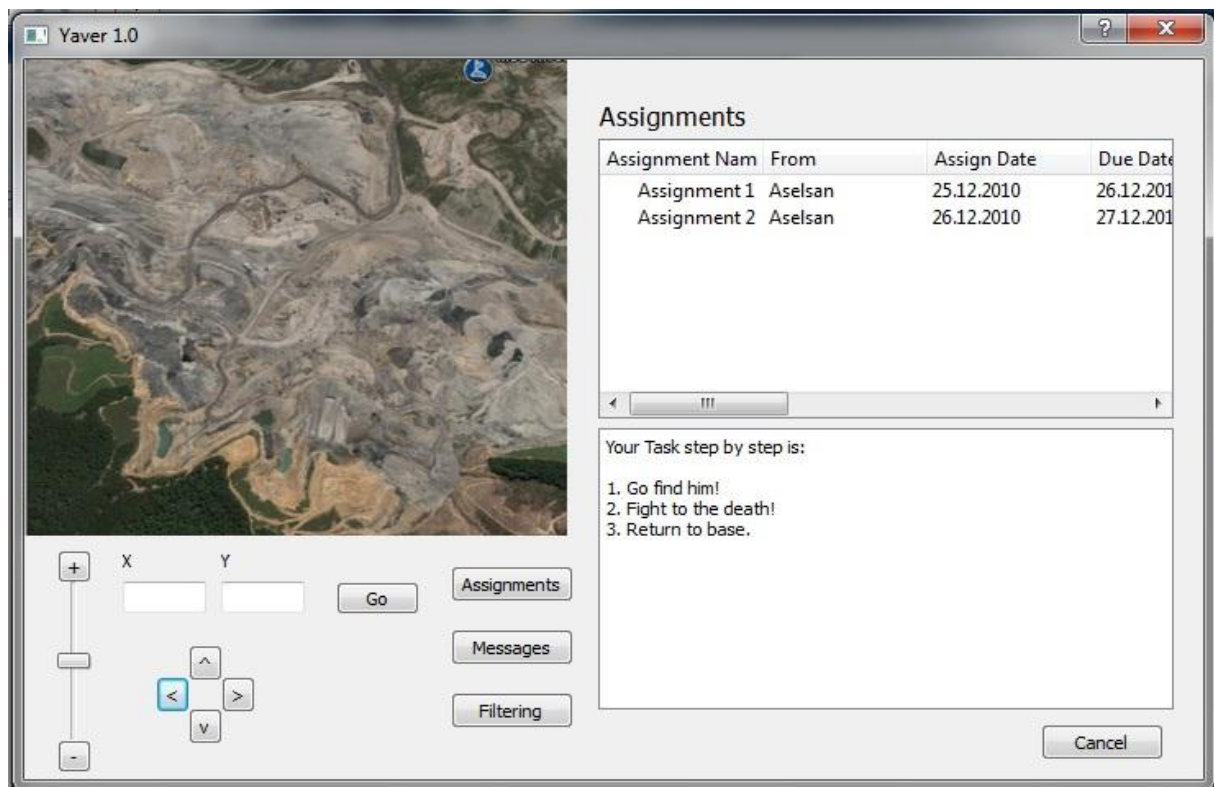 Yaver 1.0
Assignments
Assignment Nam From Assign Date Due Date
Assignment 1 Aselsan 25.12.2010 26.12.201
Assignment 2 Aselsan 26.12.2010 27.12.201
Your Task step by step is:
1. Go find him!
2. Fight to the death!
3. Return to base.
+ X Y
Go
Assignments
Messages
^
< >
v
Filtering
-
Cancel